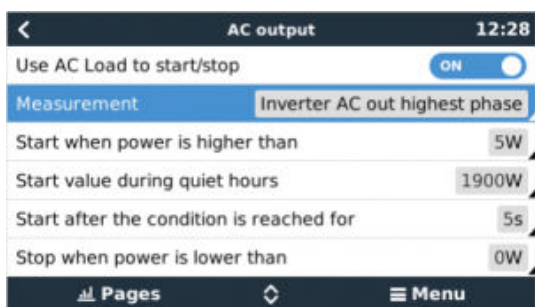 AC output 12:28
Use AC Load to start/stop ON
Measurement Inverter AC out highest phase
Start when power is higher than 5W
Start value during quiet hours 1900W
Start after the condition is reached for 5s
Stop when power is lower than 0W
Pages Menu